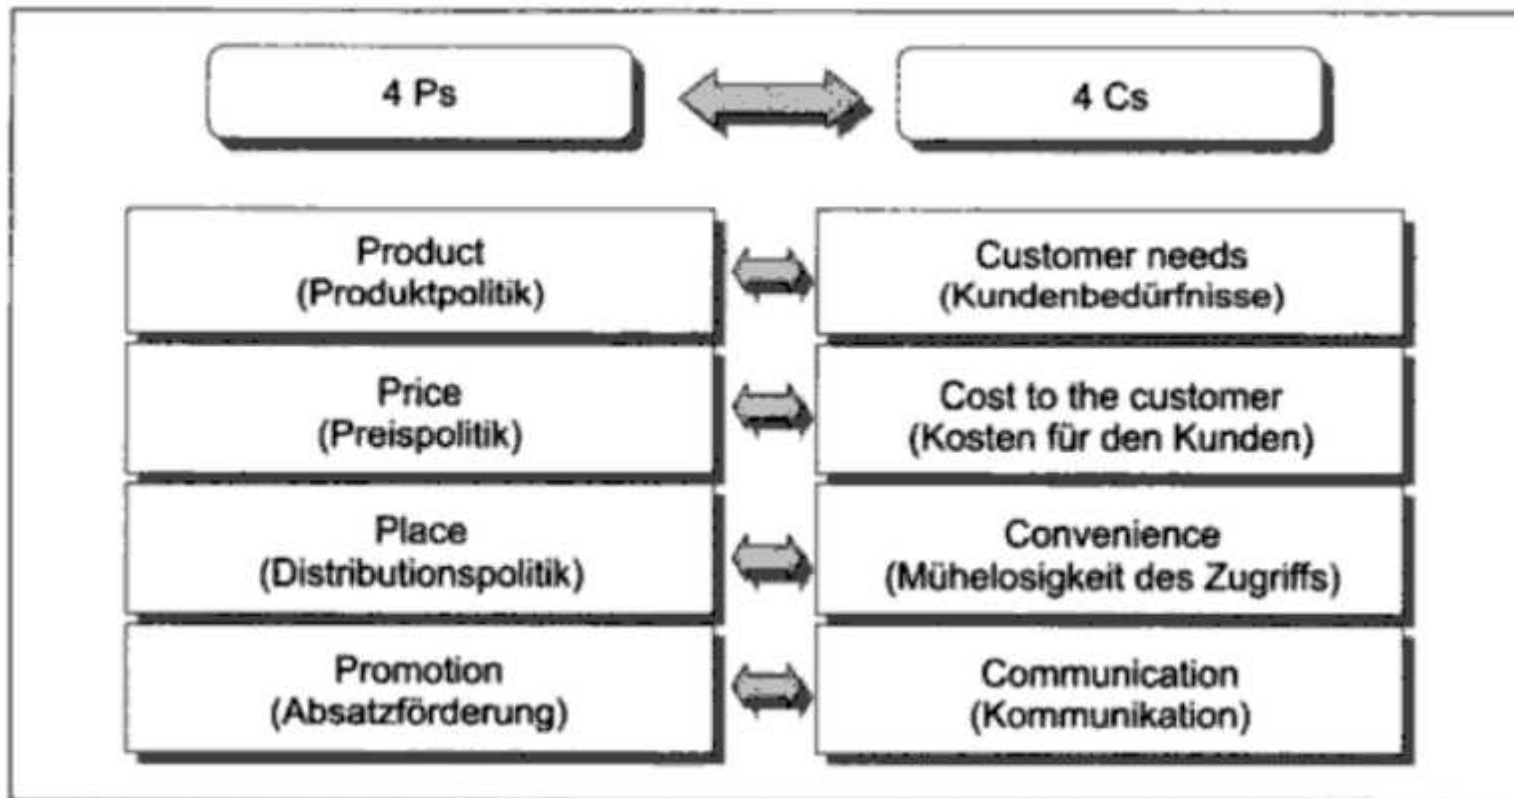 4 Ps
4 Cs
Product
(Produktpolitik)
Customer needs
(Kundenbedürfnisse)
Price
(Preispolitik)
Cost to the customer
(Kosten für den Kunden)
Place
(Distributionspolitik)
Convenience
(Mühelosigkeit des Zugriffs)
Promotion
(Absatzförderung)
Communication
(Kommunikation)